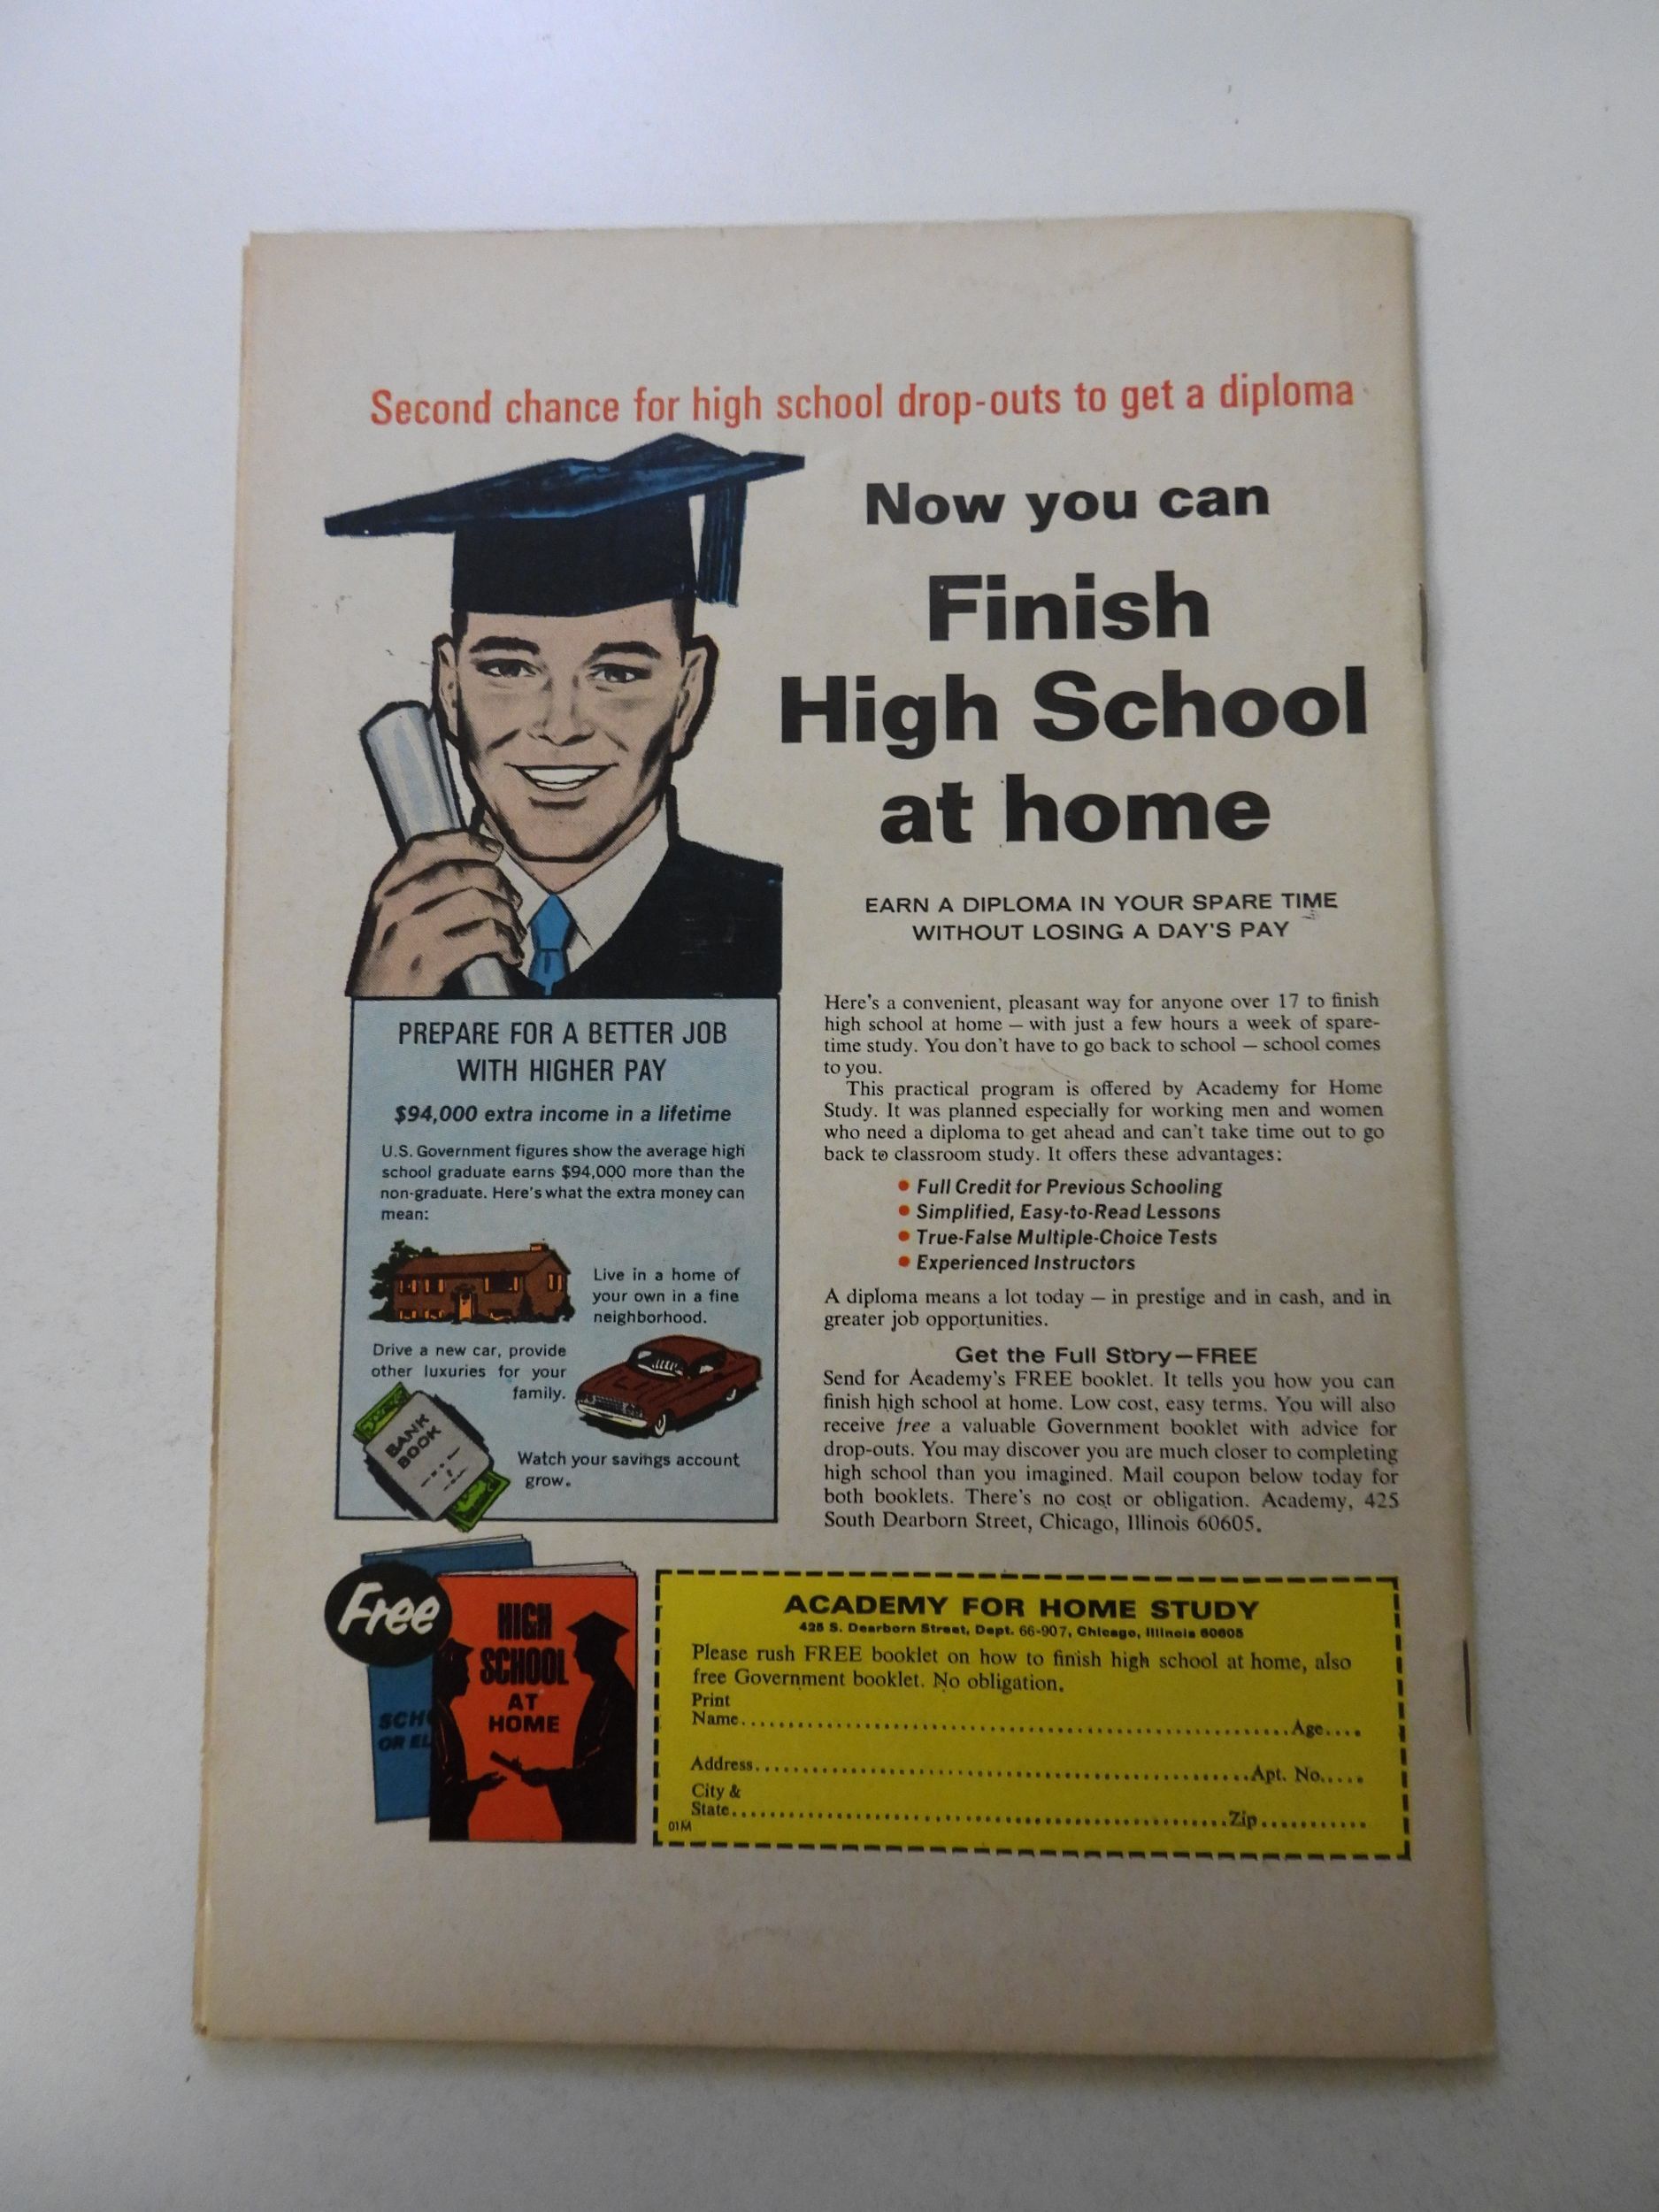 Second chance for high school drop-outs to get a diploma
Now you can
Finish
High School
at home
EARN A DIPLOMA IN YOUR SPARE TIME
WITHOUT LOSING A DAY'S PAY
PREPARE FOR A BETTER JOB
WITH HIGHER PAY
$94,000 extra income in a lifetime
U.S. Government figures show the average high
school graduate earns $94,000 more than the
non-graduate. Here's what the extra money can
mean:
Live in a home of
your own in a fine
neighborhood.
Drive a new car, provide
other luxuries for your
family.
BANK
BOOK
Watch your savings account
grow.
Here's a convenient, pleasant way for anyone over 17 to finish
high school at home — with just a few hours a week of spare-
time study. You don't have to go back to school — school comes
to you.
This practical program is offered by Academy for Home
Study. It was planned especially for working men and women
who need a diploma to get ahead and can't take time out to go
back to classroom study. It offers these advantages:
• Full Credit for Previous Schooling
• Simplified, Easy-to-Read Lessons
• True-False Multiple-Choice Tests
• Experienced Instructors
A diploma means a lot today — in prestige and in cash, and in
greater job opportunities.
Get the Full Story—FREE
Send for Academy's FREE booklet. It tells you how you can
finish high school at home. Low cost, easy terms. You will also
receive free a valuable Government booklet with advice for
drop-outs. You may discover you are much closer to completing
high school than you imagined. Mail coupon below today for
both booklets. There's no cost or obligation. Academy, 425
South Dearborn Street, Chicago, Illinois 60605.
Free
HIGH
SCHOOL
AT
HOME
SCH
OR EL
ACADEMY FOR HOME STUDY
425 S. Dearborn Street, Dept. 66-907, Chicago, Illinois 60605
Please rush FREE booklet on how to finish high school at home, also
free Government booklet. No obligation.
Print
Name.......... Age....
Address.......... Apt. No.....
City &
State.......... Zip..........
01M